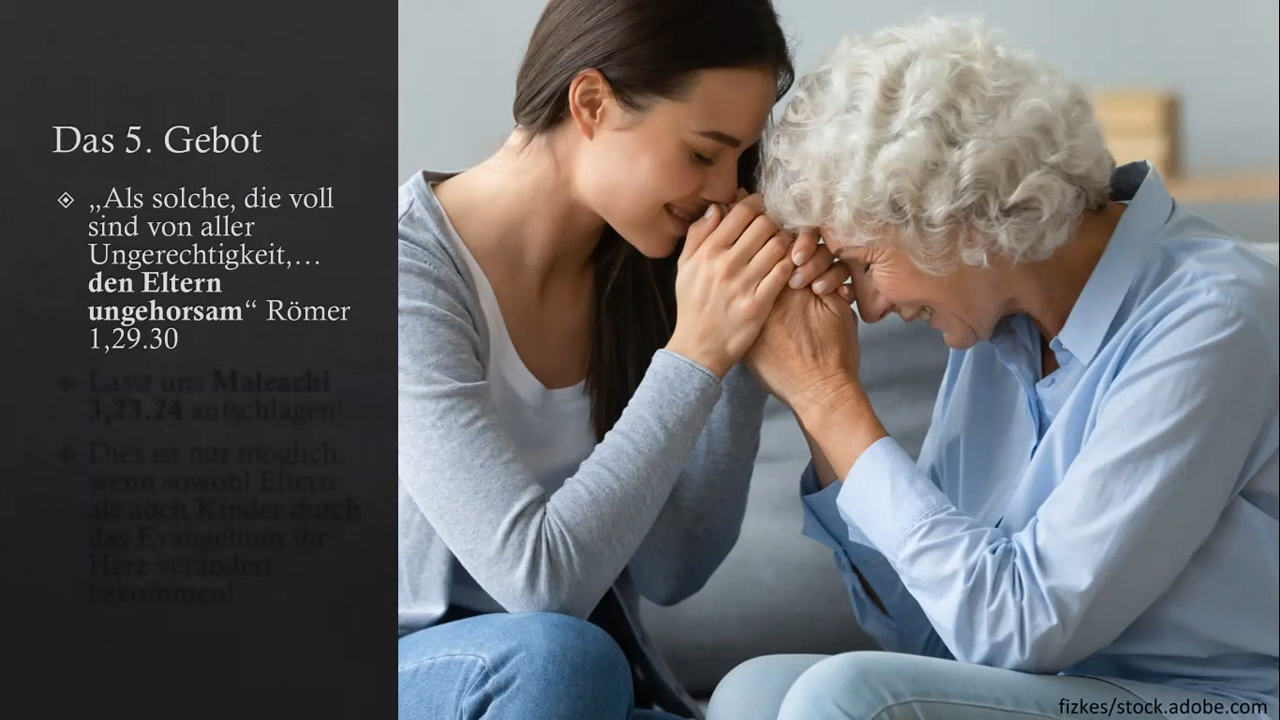 Das 5. Gebot
„Als solche, die voll
sind von aller
Ungerechtigkeit,…
den Eltern
ungehorsam“ Römer
1,29.30
Lasst uns Maleachi
3,23.24 aufschlagen!
Dies ist nur möglich,
wenn sowohl Eltern
als auch Kinder durch
das Evangelium ihr
Herz verändert
bekommen!
fizkes/stock.adobe.com